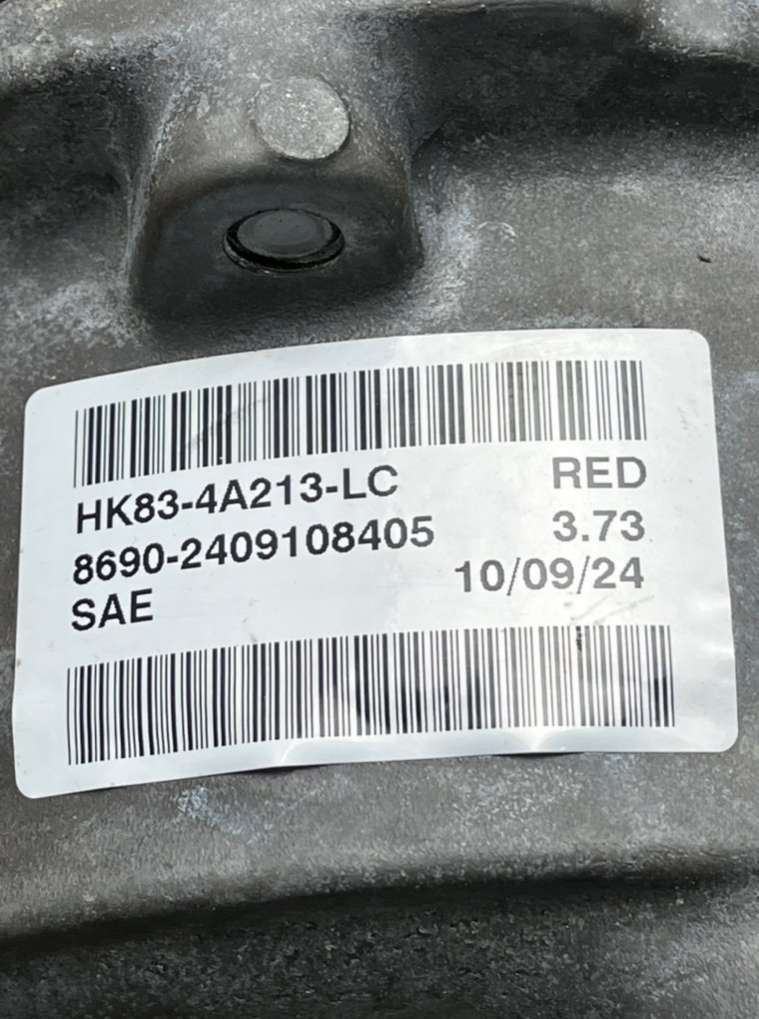 HK83-4A213-LC RED
8690-2409108405 3.73
SAE 10/09/24